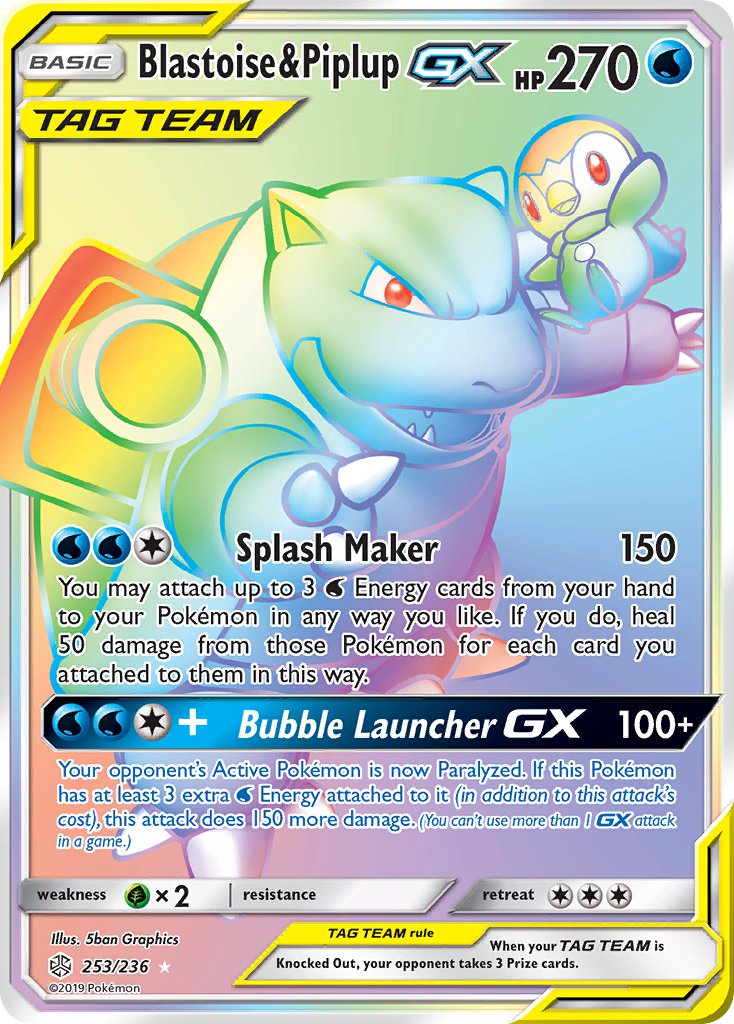 BASIC Blastoise&Piplup GX HP270
TAG TEAM
Splash Maker 150
You may attach up to 3 Energy cards from your hand
to your Pokémon in any way you like. If you do, heal
50 damage from those Pokémon for each card you
attached to them in this way.
+ Bubble Launcher GX 100+
Your opponent's Active Pokémon is now Paralyzed. If this Pokémon
has at least 3 extra Energy attached to it (in addition to this attack's
cost), this attack does 150 more damage. (You can't use more than 1 GX attack
in a game.)
weakness ×2 resistance retreat
Illus. 5ban Graphics
253/236
©2019 Pokémon
TAG TEAM rule
When your TAG TEAM is
Knocked Out, your opponent takes 3 Prize cards.